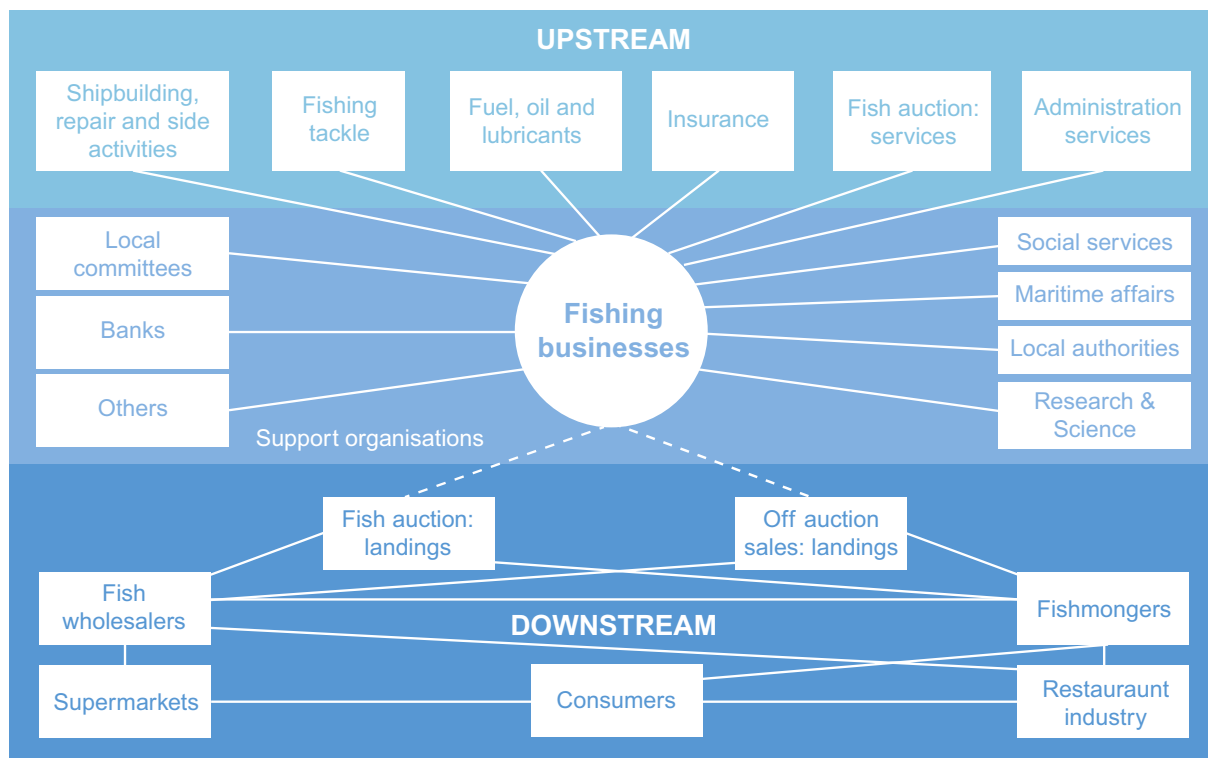 UPSTREAM
Shipbuilding,
repair and side
activities
Fishing
tackle
Fuel, oil and
lubricants
Insurance
Fish auction:
services
Administration
services
Local
committees
Banks
Others
Support organisations
Fishing
businesses
Social services
Maritime affairs
Local authorities
Research &
Science
Fish auction:
landings
Off auction
sales: landings
Fish
wholesalers
DOWNSTREAM
Fishmongers
Supermarkets
Consumers
Restauraunt
industry